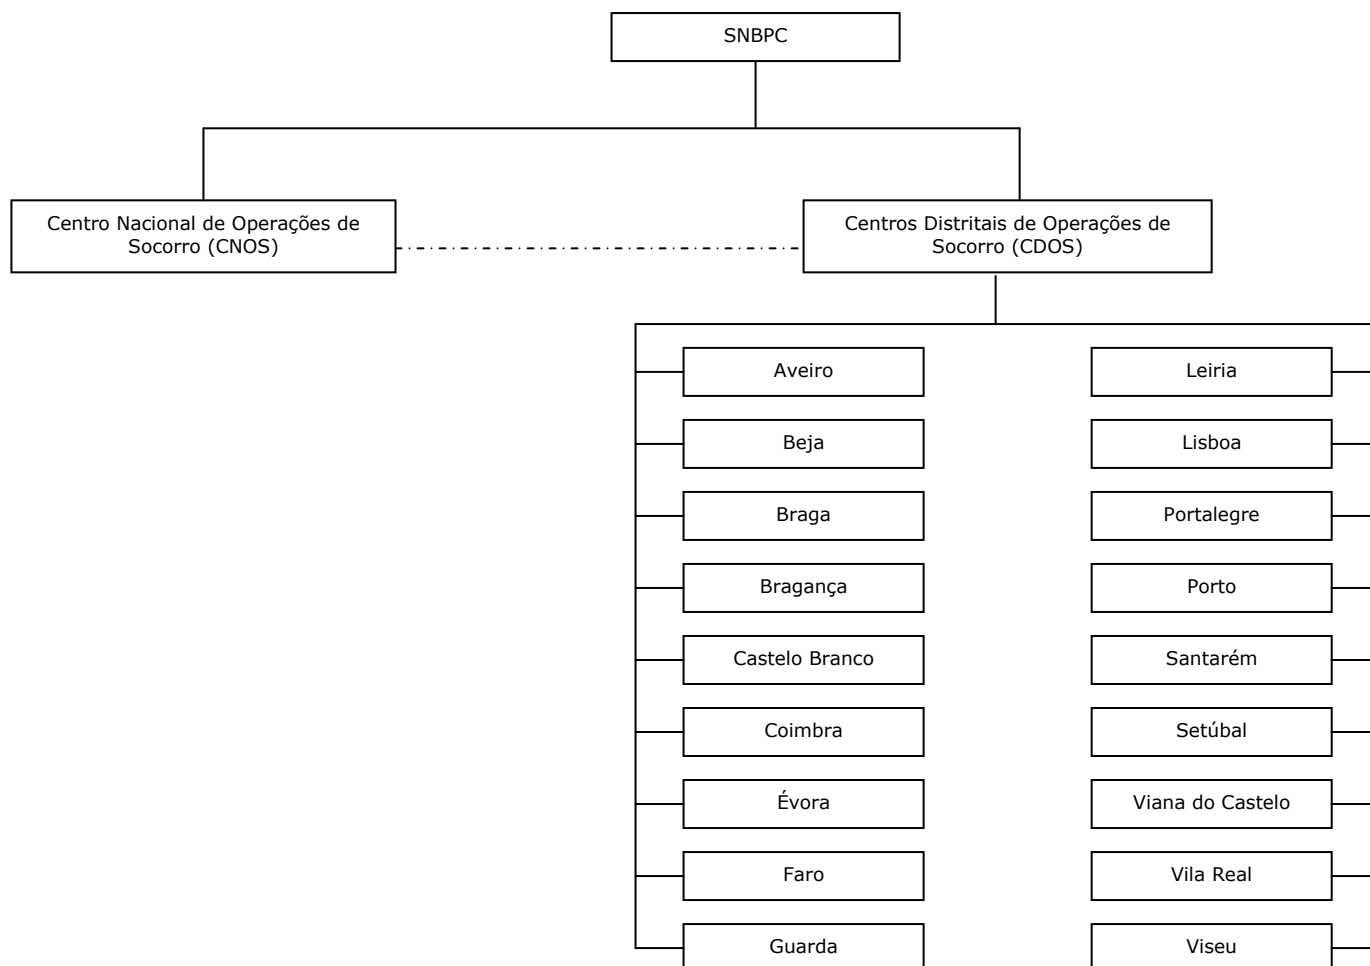 SNBPC
Centro Nacional de Operações de
Socorro (CNOS)
Centros Distritais de Operações de
Socorro (CDOS)
Aveiro
Leiria
Beja
Lisboa
Braga
Portalegre
Bragança
Porto
Castelo Branco
Santarém
Coimbra
Setúbal
Évora
Viana do Castelo
Faro
Vila Real
Guarda
Viseu